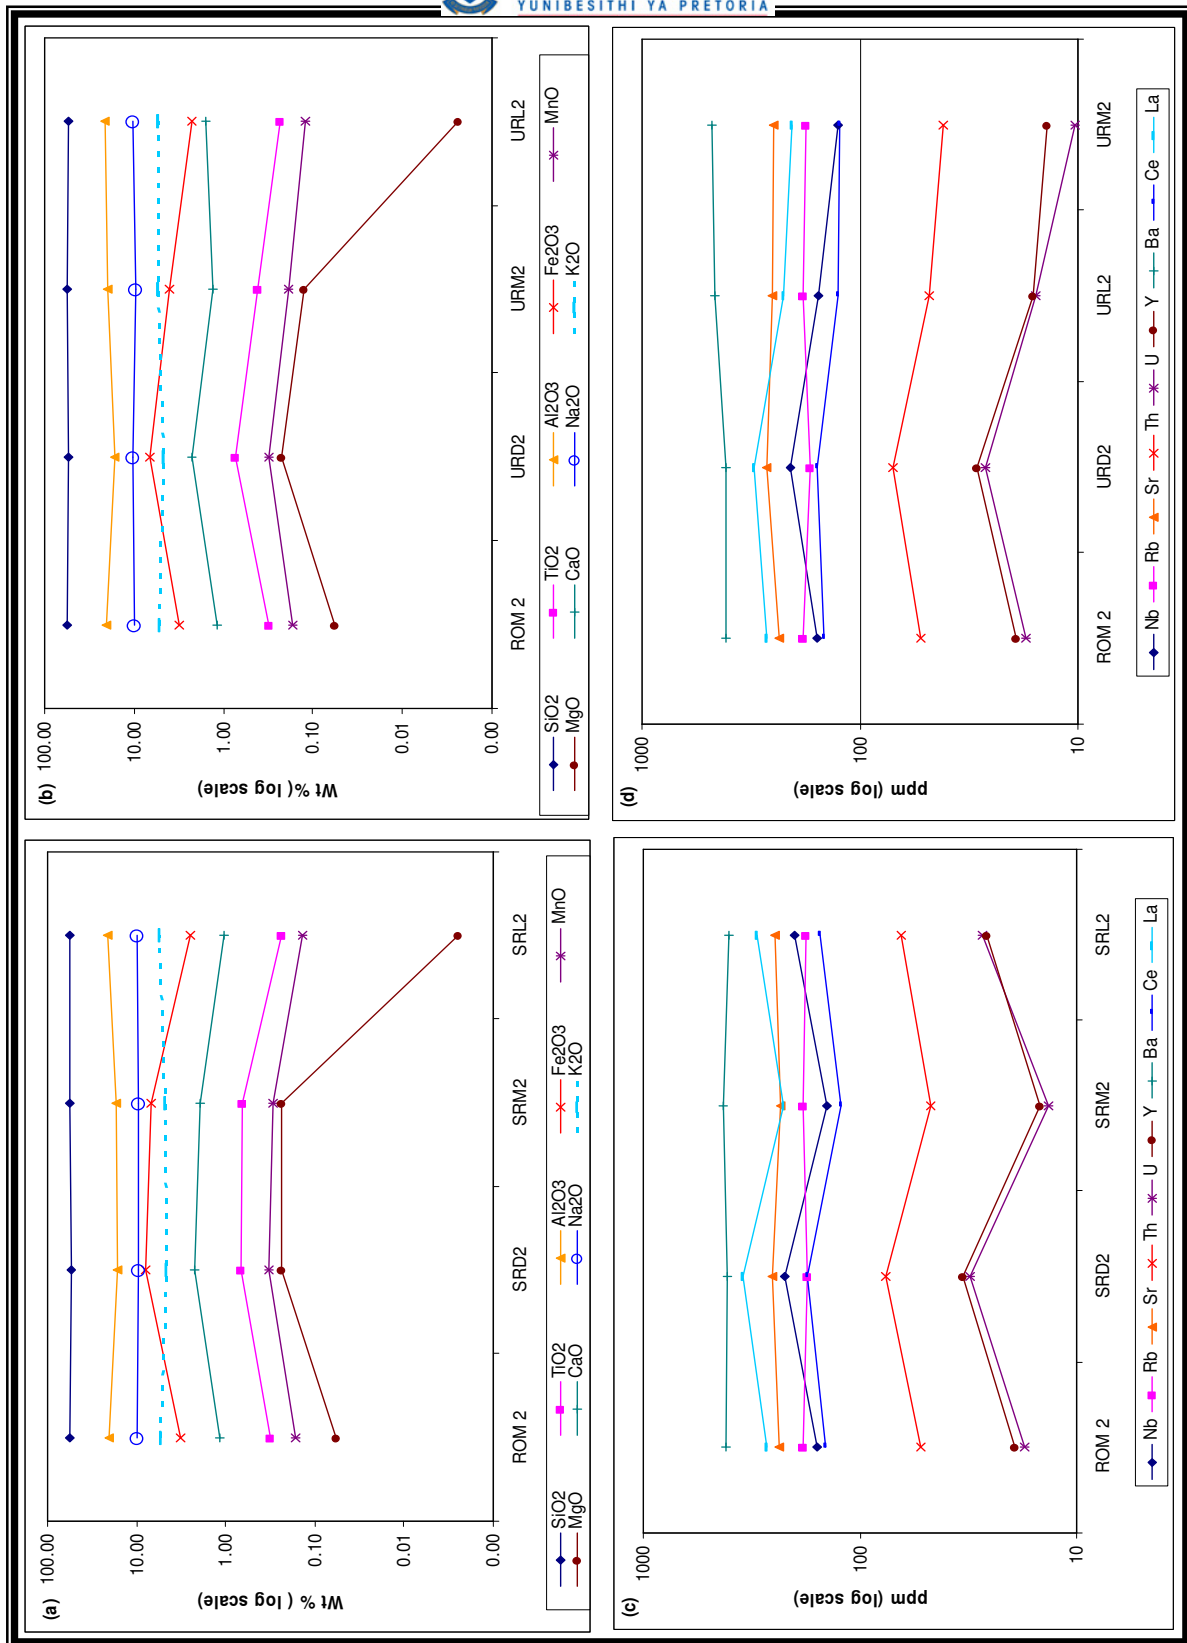 YUNIBESITHI YA PRETORIA
(a)
Wt % ( log scale)
100.00
10.00
1.00
0.10
0.01
0.00
ROM 2
SRD2
SRM2
SRL2
SiO2
TiO2
Al2O3
Fe2O3
MnO
MgO
CaO
Na2O
K2O
(b)
Wt % ( log scale)
100.00
10.00
1.00
0.10
0.01
0.00
ROM 2
URD2
URM2
URL2
SiO2
TiO2
Al2O3
Fe2O3
MnO
MgO
CaO
Na2O
K2O
(c)
ppm (log scale)
1000
100
10
ROM 2
SRD2
SRM2
SRL2
Nb Rb Sr Th U Y Ba Ce La
(d)
ppm (log scale)
1000
100
10
ROM 2
URD2
URL2
URM2
Nb Rb Sr Th U Y Ba Ce La